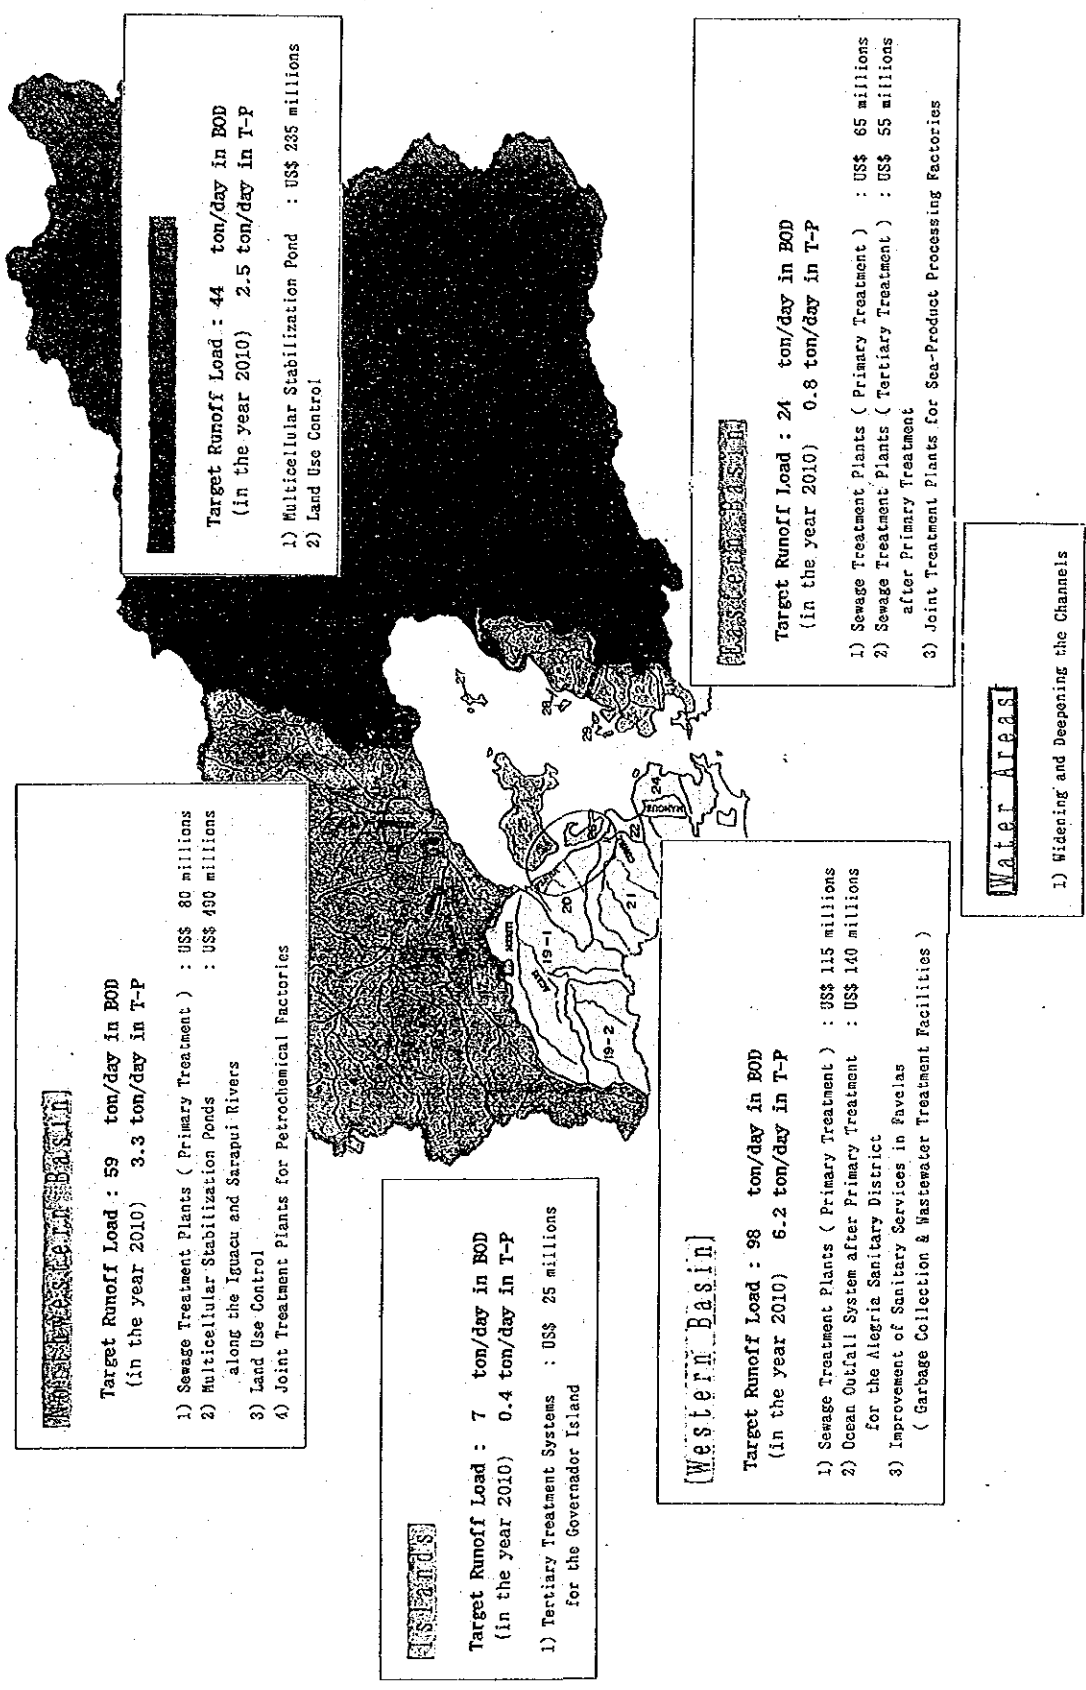 [Northwestern Basin]
Target Runoff Load : 59 ton/day in BOD
(in the year 2010) 3.3 ton/day in T-P
1) Sewage Treatment Plants ( Primary Treatment ) : US$ 80 millions
2) Multicellular Stabilization Ponds : US$ 490 millions
along the Iguacu and Sarapui Rivers
3) Land Use Control
4) Joint Treatment Plants for Petrochemical Factories
Target Runoff Load : 44 ton/day in BOD
(in the year 2010) 2.5 ton/day in T-P
1) Multicellular Stabilization Pond : US$ 235 millions
2) Land Use Control
[Islands]
Target Runoff Load : 7 ton/day in BOD
(in the year 2010) 0.4 ton/day in T-P
1) Tertiary Treatment Systems : US$ 25 millions
for the Governador Island
[Western Basin]
Target Runoff Load : 98 ton/day in BOD
(in the year 2010) 6.2 ton/day in T-P
1) Sewage Treatment Plants ( Primary Treatment ) : US$ 115 millions
2) Ocean Outfall System after Primary Treatment : US$ 140 millions
for the Alegria Sanitary District
3) Improvement of Sanitary Services in Favelas
( Garbage Collection & Wastewater Treatment Facilities )
[Eastern Basin]
Target Runoff Load : 24 ton/day in BOD
(in the year 2010) 0.8 ton/day in T-P
1) Sewage Treatment Plants ( Primary Treatment ) : US$ 65 millions
2) Sewage Treatment Plants ( Tertiary Treatment ) : US$ 55 millions
after Primary Treatment
3) Joint Treatment Plants for Sea-Product Processing Factories
[Water Areas]
1) Widening and Deepening the Channels
27
28
29
19-1
19-2
20
21
22
24
ACARI
MANGUE